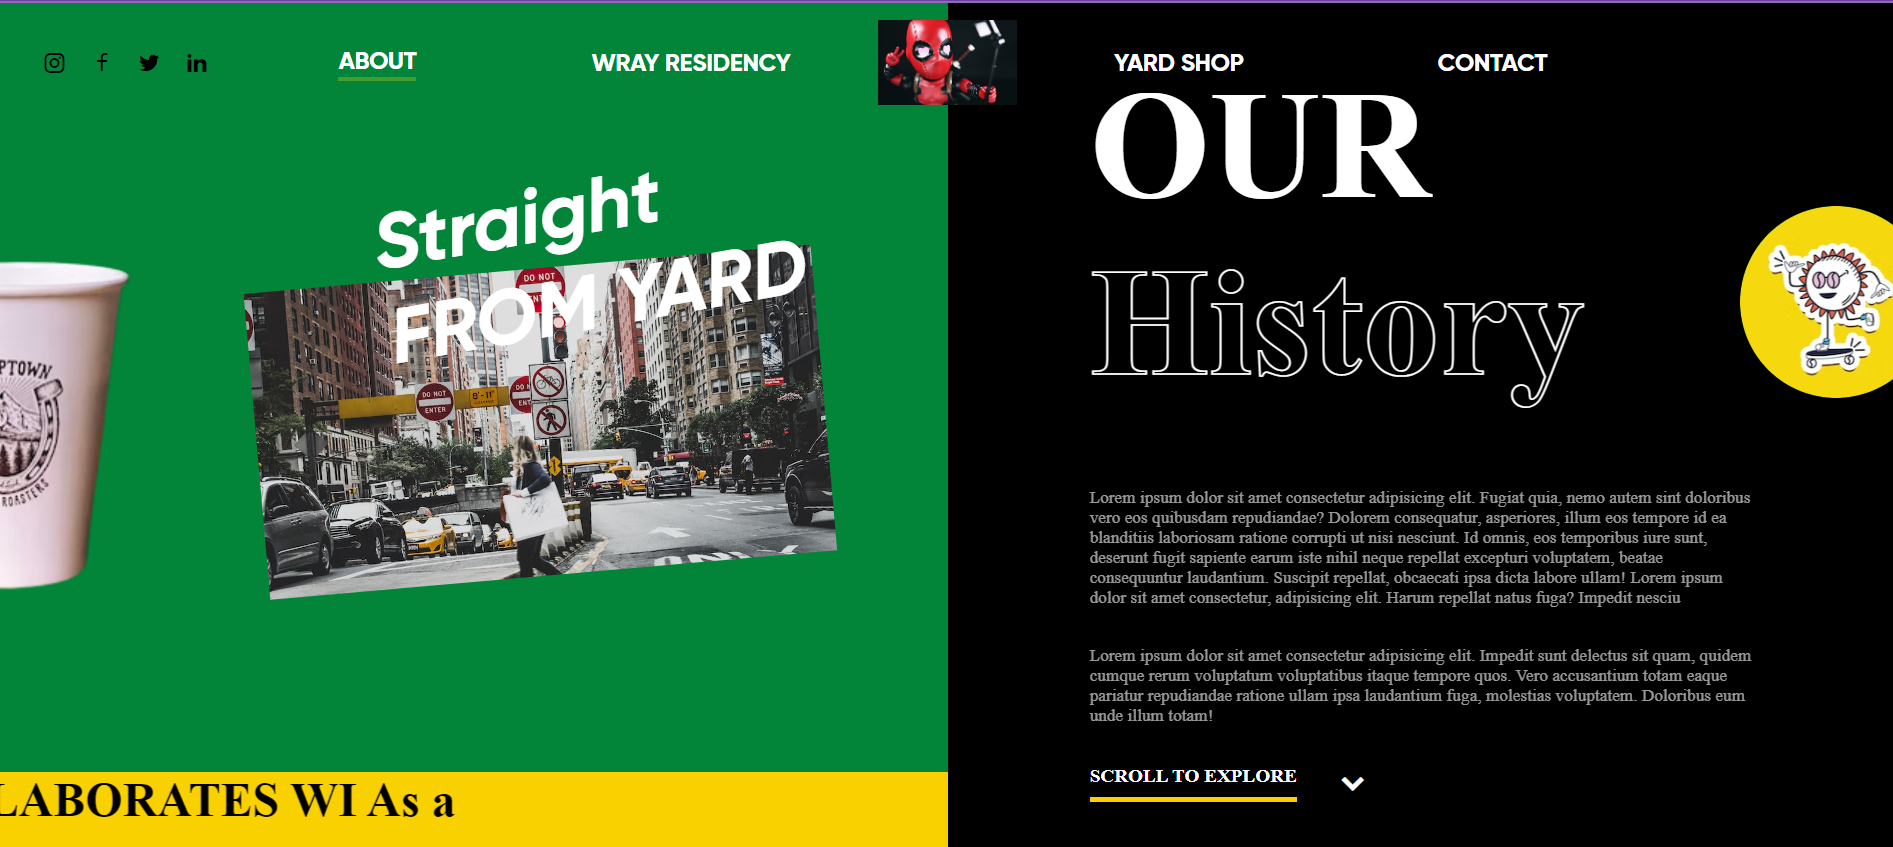 ABOUT
WRAY RESIDENCY
YARD SHOP
CONTACT
Straight
FROM YARD
DO NOT
DO NOT
ENTER
8'-11"
PTOWN
ROASTERS
LABORATES WI As a
OUR
History
Lorem ipsum dolor sit amet consectetur adipisicing elit. Fugiat quia, nemo autem sint doloribus
vero eos quibusdam repudiandae? Dolorem consequatur, asperiores, illum eos tempore id ea
blanditiis laboriosam ratione corrupti ut nisi nesciunt. Id omnis, eos temporibus iure sunt,
deserunt fugit sapiente earum iste nihil neque repellat excepturi voluptatem, beatae
consequuntur laudantium. Suscipit repellat, obcaecati ipsa dicta labore ullam! Lorem ipsum
dolor sit amet consectetur, adipisicing elit. Harum repellat natus fuga? Impedit nesciu
Lorem ipsum dolor sit amet consectetur adipisicing elit. Impedit sunt delectus sit quam, quidem
cumque rerum voluptatum voluptatibus itaque tempore quos. Vero accusantium totam eaque
pariatur repudiandae ratione ullam ipsa laudantium fuga, molestias voluptatem. Doloribus eum
unde illum totam!
SCROLL TO EXPLORE